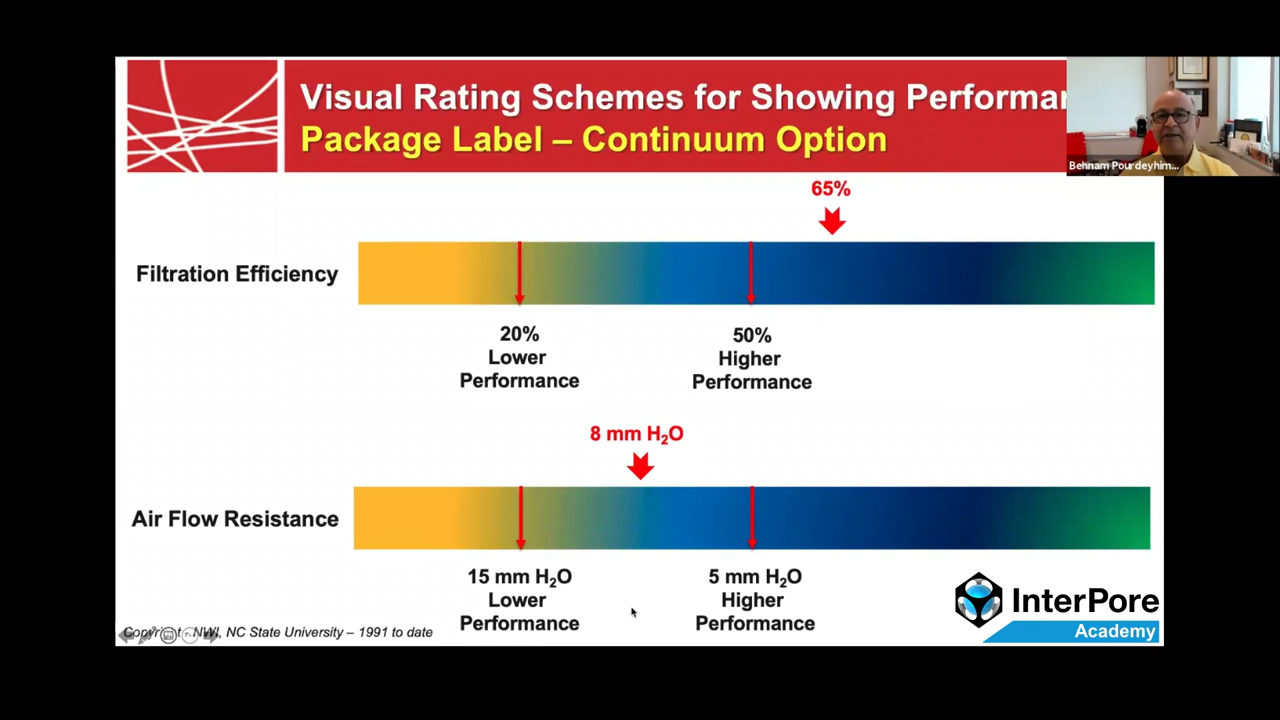 Visual Rating Schemes for Showing
Package Label – Continuum Option
Behnam Pourdeyhim...
65%
Filtration Efficiency
20%
Lower
Performance
50%
Higher
Performance
8 mm H₂O
Air Flow Resistance
15 mm H₂O
Lower
Performance
5 mm H₂O
Higher
Performance
InterPore
Academy
Copyright – NWI, NC State University – 1991 to date